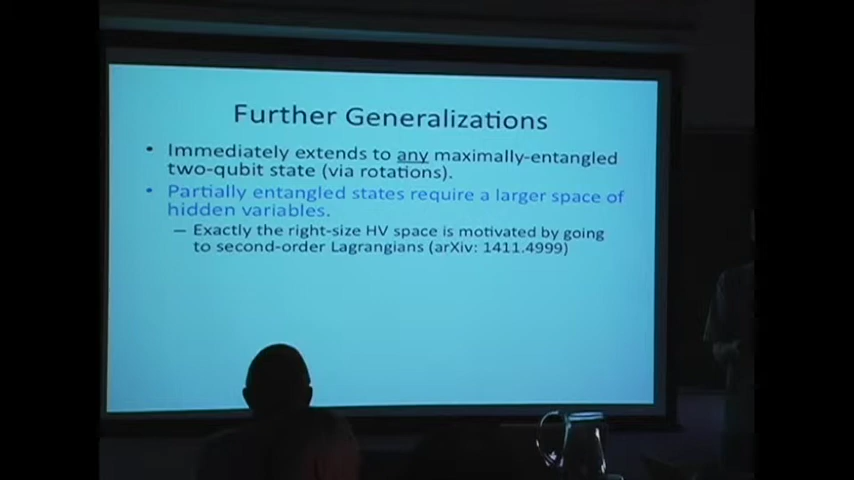 Further Generalizations
• Immediately extends to any maximally-entangled
two-qubit state (via rotations).
• Partially entangled states require a larger space of
hidden variables.
– Exactly the right-size HV space is motivated by going
to second-order Lagrangians (arXiv: 1411.4999)